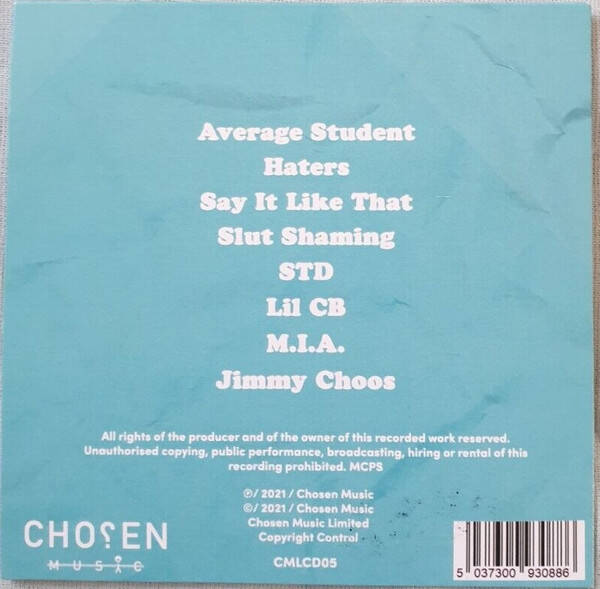 Average Student
Haters
Say It Like That
Slut Shaming
STD
Lil CB
M.I.A.
Jimmy Choos
All rights of the producer and of the owner of this recorded work reserved.
Unauthorised copying, public performance, broadcasting, hiring or rental of this
recording prohibited. MCPS
℗/ 2021 / Chosen Music
©/ 2021 / Chosen Music
Chosen Music Limited
Copyright Control
CMLCD05
CHOSEN
MUSIC
5 037300 930886